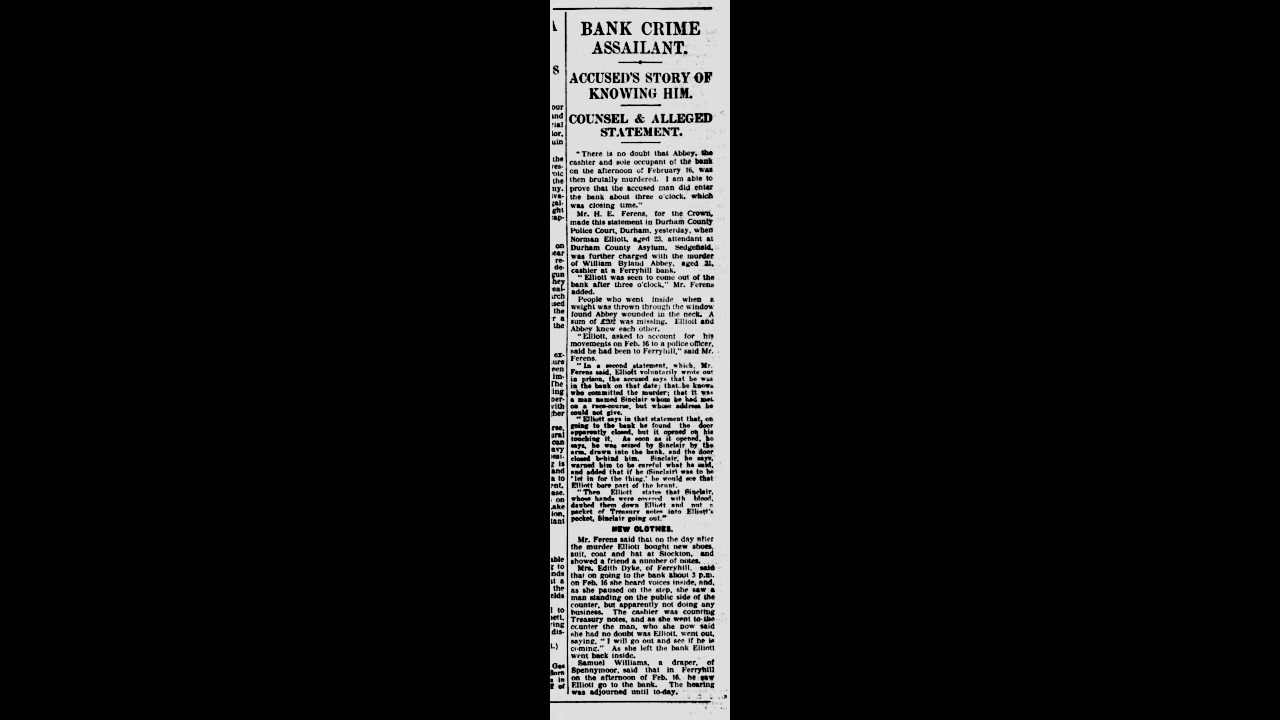 BANK CRIME
ASSAILANT.
ACCUSED'S STORY OF
KNOWING HIM.
COUNSEL & ALLEGED
STATEMENT.
"There is no doubt that Abbey, the
cashier and sole occupant of the bank
on the afternoon of February 16, was
then brutally murdered. I am able to
prove that the accused man did enter
the bank about three o'clock, which
was closing time."
Mr. H. E. Ferens, for the Crown,
made this statement in Durham County
Police Court, Durham, yesterday, when
Norman Elliott, aged 23, attendant at
Durham County Asylum, Sedgefield,
was further charged with the murder
of William Byland Abbey, aged
cashier at a Ferryhill bank.
"Elliott was seen to come out of the
bank after three o'clock," Mr. Ferens
added.
People who went inside when a
weight was thrown through the window
found Abbey wounded in the neck. A
sum of was missing. Elliott and
Abbey knew each other.
"Elliott, asked to account for his
movements on Feb. 16 to a police officer,
said he had been to Ferryhill," said Mr.
Ferens.
"In a second statement, which, Mr.
Ferens said, Elliott voluntarily wrote out
in prison, the accused says that he was
in the bank on that date; that he knows
who committed the murder; that it was
a man named Sinclair whom he had met
on a race-course, but whose address he
could not give.
"Elliott says in that statement that, on
going to the bank he found the door
apparently closed, but it opened on his
touching it. As soon as it opened, he
says, he was seized by Sinclair by the
arm, drawn into the bank, and the door
closed behind him. Sinclair, he says,
warned him to be careful what he said,
and added that if he (Sinclair) was to be
'let in for the thing,' he would see that
Elliott bore part of the brunt.
"Then Elliott states that Sinclair,
whose hands were covered with blood,
daubed them down Elliott and put a
packet of Treasury notes into Elliott's
pocket, Sinclair going out."
NEW CLOTHES.
Mr. Ferens said that on the day after
the murder Elliott bought new shoes,
suit, coat and hat at Stockton, and
showed a friend a number of notes.
Mrs. Edith Dyke, of Ferryhill, said
that on going to the bank about 3 p.m.
on Feb. 16 she heard voices inside, and,
as she paused on the step, she saw a
man standing on the public side of the
counter, but apparently not doing any
business. The cashier was counting
Treasury notes, and as she went to the
counter the man, who she now said
she had no doubt was Elliott, went out,
saying, "I will go out and see if he is
coming." As she left the bank Elliott
went back inside.
Samuel Williams, a draper, of
Spennymoor, said that in Ferryhill
on the afternoon of Feb. 16. he saw
Elliott go to the bank. The hearing
was adjourned until to-day.